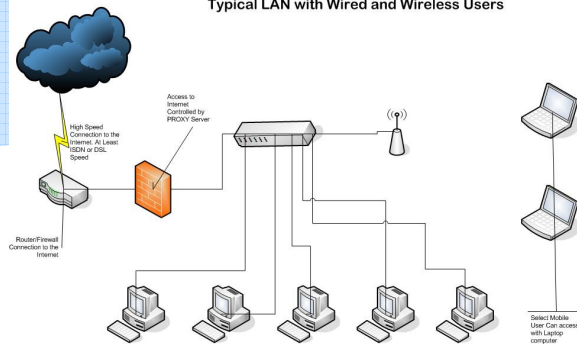 Typical LAN with Wired and Wireless Users
Access to
Internet
Controlled by
PROXY Server
High Speed
Connection to the
Internet. At Least
ISDN or DSL
Speed
Router/Firewall
Connection to the
Internet
Select Mobile
User Can access
with Laptop
computer